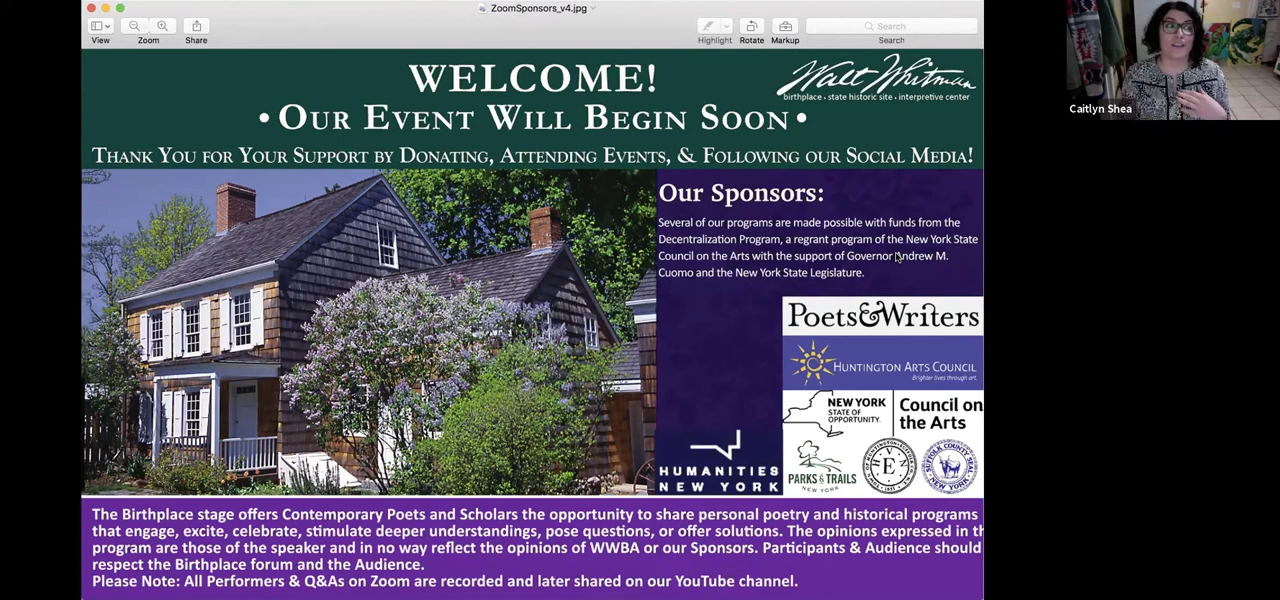 ZoomSponsors_v4.jpg
View
Zoom
Share
Highlight
Rotate
Markup
Search
Search
Caitlyn Shea
WELCOME!
• OUR EVENT WILL BEGIN SOON •
Walt Whitman
birthplace • state historic site • interpretive center
THANK YOU FOR YOUR SUPPORT BY DONATING, ATTENDING EVENTS, & FOLLOWING OUR SOCIAL MEDIA!
Our Sponsors:
Several of our programs are made possible with funds from the
Decentralization Program, a regrant program of the New York State
Council on the Arts with the support of Governor Andrew M.
Cuomo and the New York State Legislature.
Poets&Writers
HUNTINGTON ARTS COUNCIL
Brighter lives through art.
NEW YORK
STATE OF
OPPORTUNITY.
Council on
the Arts
HUMANITIES
NEW YORK
PARKS & TRAILS
NEW YORK
The Birthplace stage offers Contemporary Poets and Scholars the opportunity to share personal poetry and historical programs
that engage, excite, celebrate, stimulate deeper understandings, pose questions, or offer solutions. The opinions expressed in th
program are those of the speaker and in no way reflect the opinions of WWBA or our Sponsors. Participants & Audience should
respect the Birthplace forum and the Audience.
Please Note: All Performers & Q&As on Zoom are recorded and later shared on our YouTube channel.